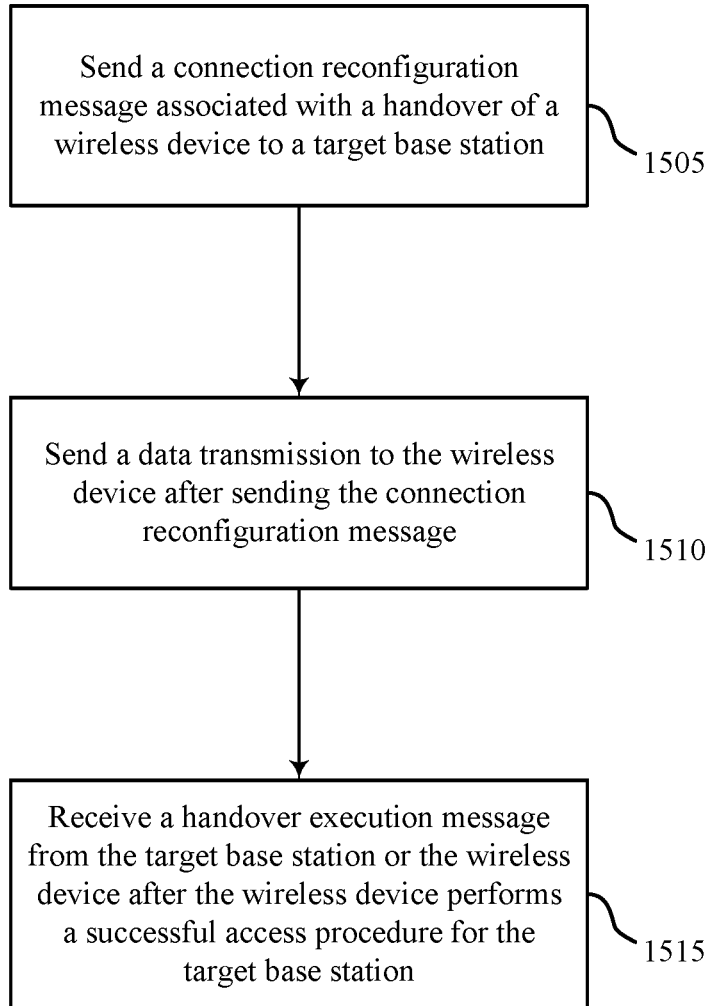 Send a connection reconfiguration
message associated with a handover of a
wireless device to a target base station
1505
Send a data transmission to the wireless
device after sending the connection
reconfiguration message
1510
Receive a handover execution message
from the target base station or the wireless
device after the wireless device performs
a successful access procedure for the
target base station
1515